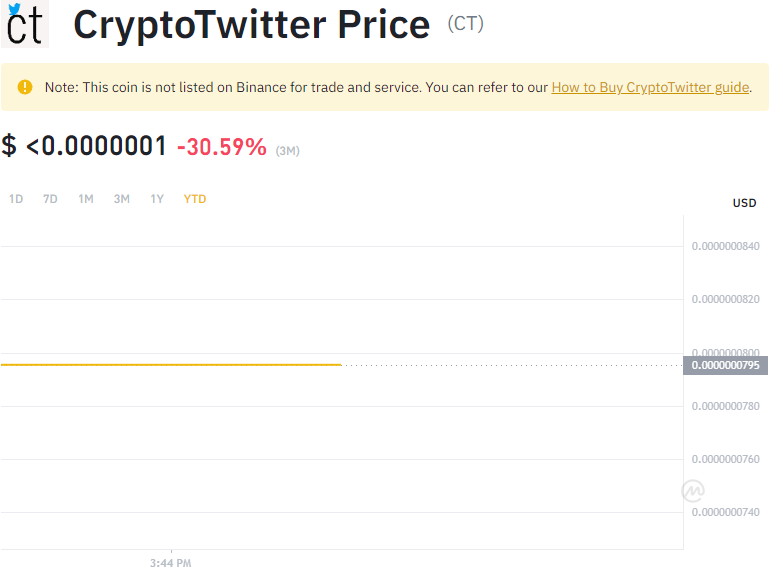 ct CryptoTwitter Price (CT)
Note: This coin is not listed on Binance for trade and service. You can refer to our How to Buy CryptoTwitter guide.
$ <0.0000001 -30.59% (3M)
1D 7D 1M 3M 1Y YTD
USD
0.0000000840
0.0000000820
0.0000000800
0.0000000795
0.0000000780
0.0000000760
0.0000000740
3:44 PM